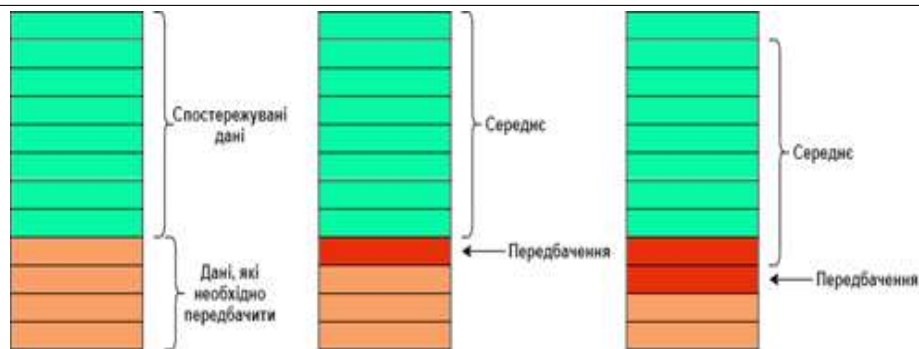 Спостережувані
дані
Дані, які
необхідно
передбачити
Середнє
Передбачення
Середнє
Передбачення